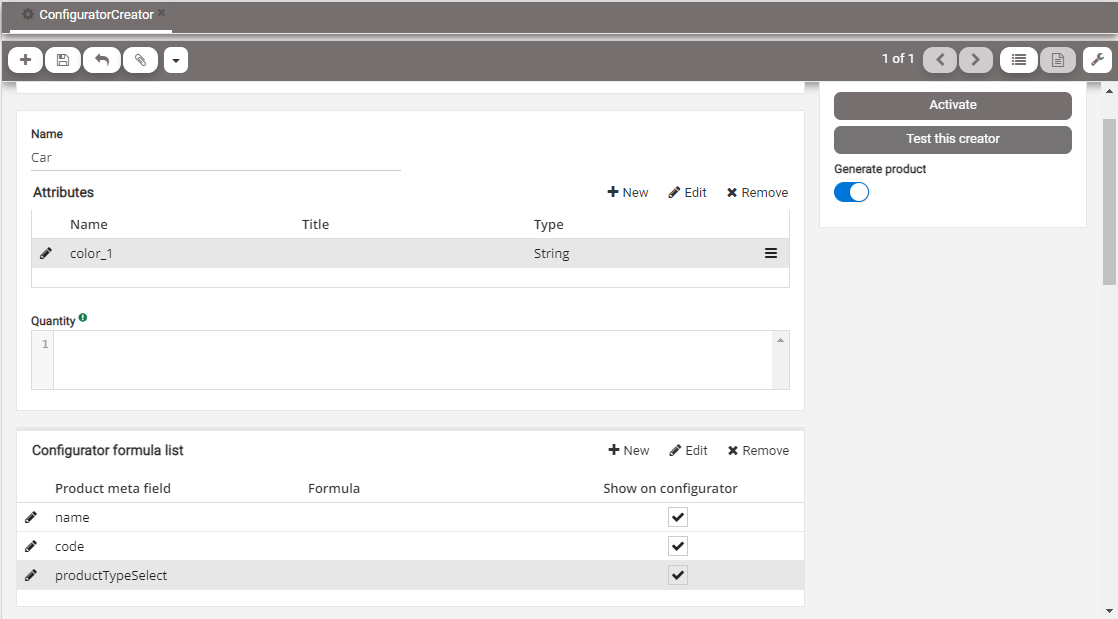 ConfiguratorCreator
1 of 1
Activate
Test this creator
Generate product
Name
Car
Attributes
New Edit Remove
Name Title Type
color_1 String
Quantity
1
Configurator formula list
New Edit Remove
Product meta field Formula Show on configurator
name
code
productTypeSelect